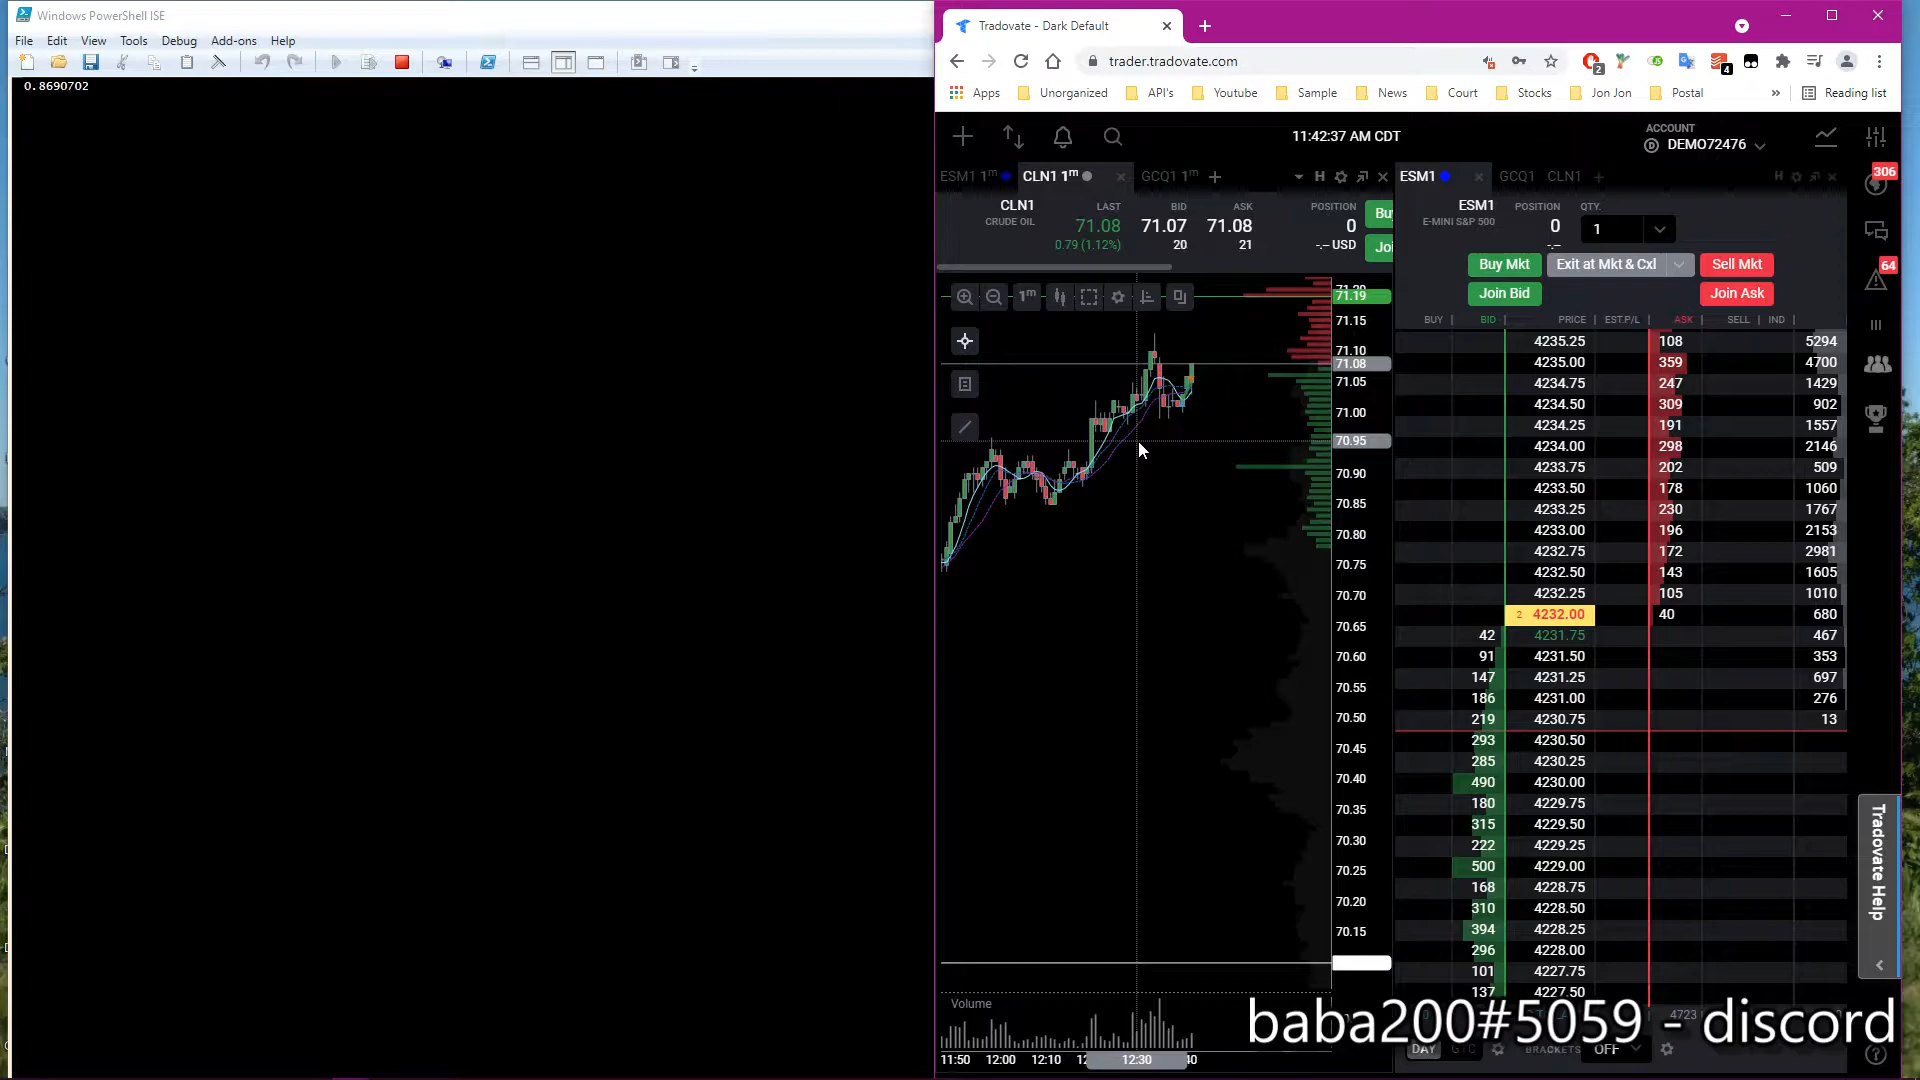 Windows PowerShell ISE
File Edit View Tools Debug Add-ons Help
0.8690702
Tradovate - Dark Default
trader.tradovate.com
2
4
Apps Unorganized API's Youtube Sample News Court Stocks Jon Jon Postal » Reading list
11:42:37 AM CDT
ACCOUNT
D DEMO72476
ESM1 1m CLN1 1m GCQ1 1m
H
CLN1
CRUDE OIL
LAST
71.08
0.79 (1.12%)
BID
71.07
20
ASK
71.08
21
POSITION
0
-.-- USD
Bu
Joi
1m
71.20
71.19
71.15
71.10
71.08
71.05
71.00
70.95
70.90
70.85
70.80
70.75
70.70
70.65
70.60
70.55
70.50
70.45
70.40
70.35
70.30
70.25
70.20
70.15
Volume
11:50 12:00 12:10 12:30 40
ESM1 GCQ1 CLN1
H
ESM1
E-MINI S&P 500
POSITION
0
-.--
QTY.
1
Buy Mkt Exit at Mkt & Cxl Sell Mkt
Join Bid Join Ask
BUY BID PRICE EST.P/L ASK SELL IND
4235.25 108 5294
4235.00 359 4700
4234.75 247 1429
4234.50 309 902
4234.25 191 1557
4234.00 298 2146
4233.75 202 509
4233.50 178 1060
4233.25 230 1767
4233.00 196 2153
4232.75 172 2981
4232.50 143 1605
4232.25 105 1010
2 4232.00 40 680
42 4231.75 467
91 4231.50 353
147 4231.25 697
186 4231.00 276
219 4230.75 13
293 4230.50
285 4230.25
490 4230.00
180 4229.75
315 4229.50
222 4229.25
500 4229.00
168 4228.75
310 4228.50
394 4228.25
296 4228.00
101 4227.75
137 4227.50
4723
DAY GTC BRACKETS OFF
306
64
Tradovate Help
baba200#5059 - discord